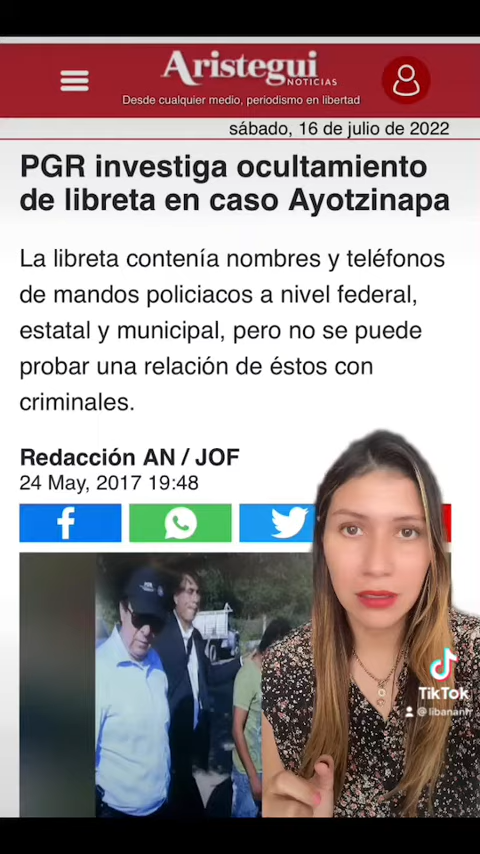 Aristegui
NOTICIAS
Desde cualquier medio, periodismo en libertad
sábado, 16 de julio de 2022
PGR investiga ocultamiento
de libreta en caso Ayotzinapa
La libreta contenía nombres y teléfonos
de mandos policiacos a nivel federal,
estatal y municipal, pero no se puede
probar una relación de éstos con
criminales.
Redacción AN / JOF
24 May, 2017 19:48
TikTok